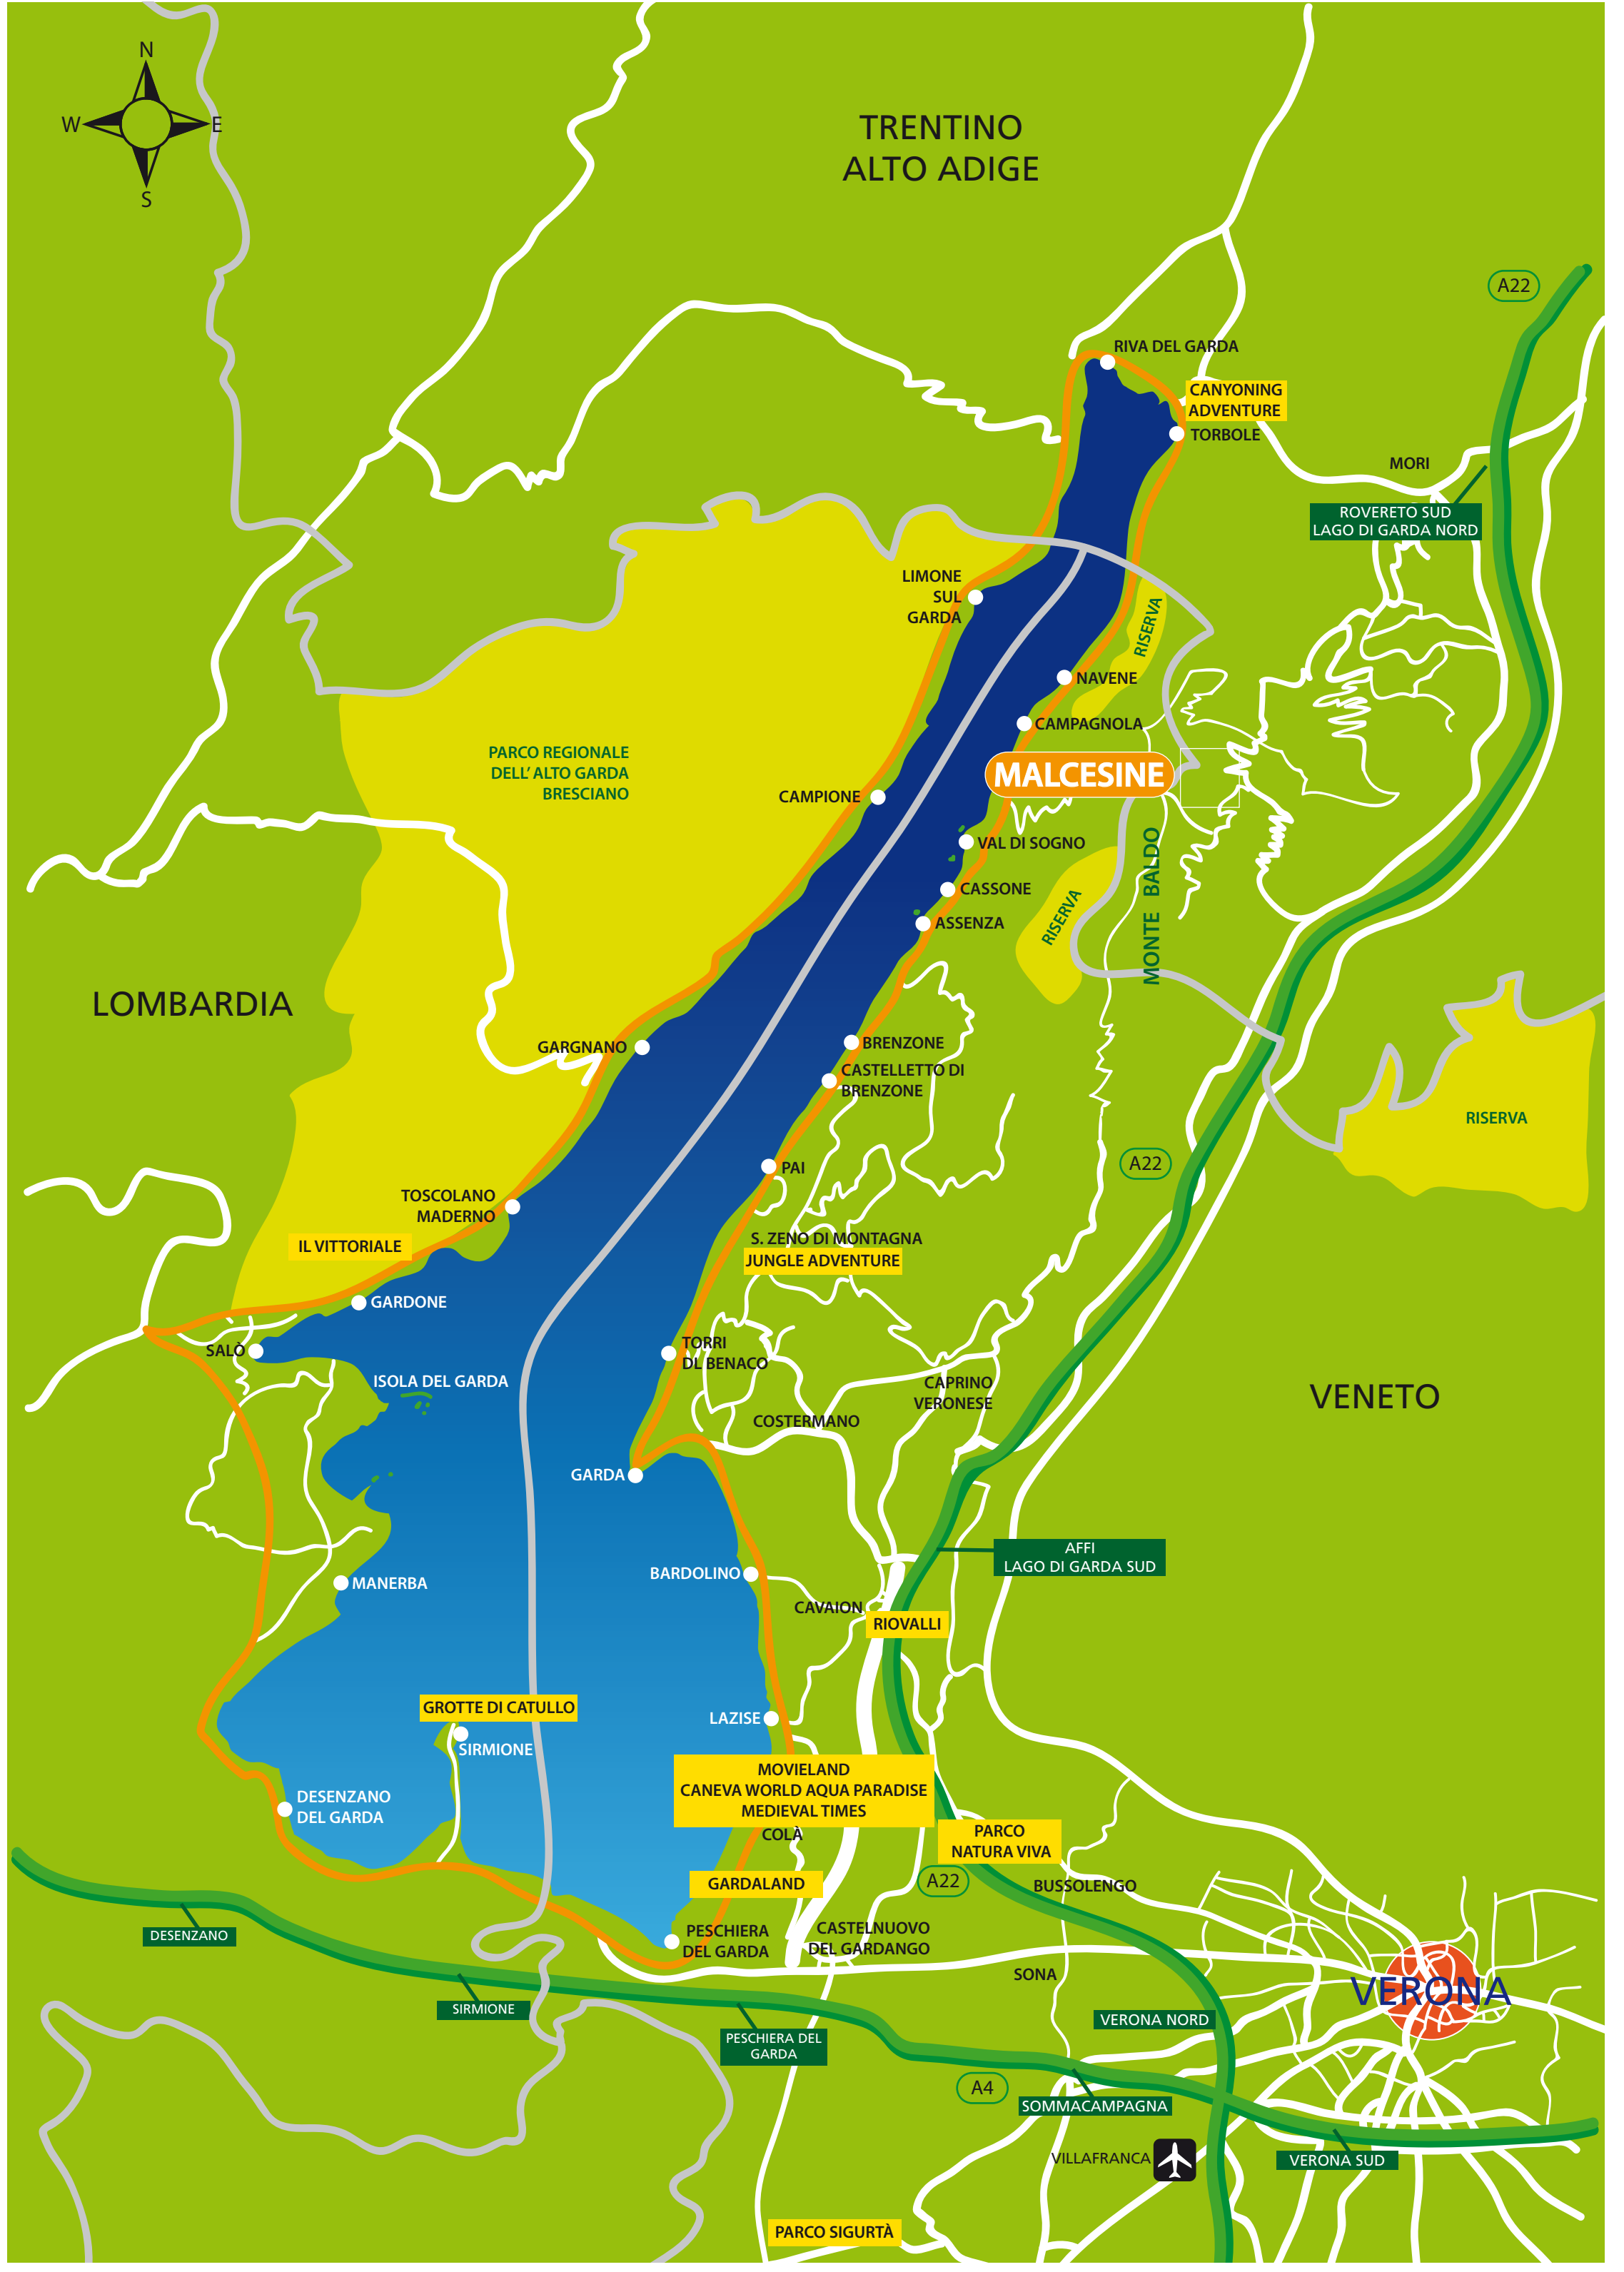 N
W
E
S
TRENTINO
ALTO ADIGE
A22
RIVA DEL GARDA
CANYONING
ADVENTURE
TORBOLE
MORI
ROVERETO SUD
LAGO DI GARDA NORD
LIMONE
SUL
GARDA
RISERVA
NAVENE
CAMPAGNOLA
PARCO REGIONALE
DELL' ALTO GARDA
BRESCIANO
MALCESINE
CAMPIONE
VAL DI SOGNO
CASSONE
ASSENZA
RISERVA
MONTE BALDO
LOMBARDIA
GARGNANO
BRENZONE
CASTELLETTO DI
BRENZONE
RISERVA
A22
PAI
TOSCOLANO
MADERNO
IL VITTORIALE
S. ZENO DI MONTAGNA
JUNGLE ADVENTURE
GARDONE
SALÒ
TORRI
DL BENACO
ISOLA DEL GARDA
CAPRINO
VERONESE
VENETO
COSTERMANO
GARDA
AFFI
LAGO DI GARDA SUD
BARDOLINO
MANERBA
CAVAION
RIOVALLI
GROTTE DI CATULLO
LAZISE
SIRMIONE
MOVIELAND
CANEVA WORLD AQUA PARADISE
MEDIEVAL TIMES
DESENZANO
DEL GARDA
COLÀ
PARCO
NATURA VIVA
GARDALAND
A22
BUSSOLENGO
DESENZANO
PESCHIERA
DEL GARDA
CASTELNUOVO
DEL GARDANGO
SONA
VERONA
SIRMIONE
VERONA NORD
PESCHIERA DEL
GARDA
A4
SOMMACAMPAGNA
VILLAFRANCA
VERONA SUD
PARCO SIGURTÀ